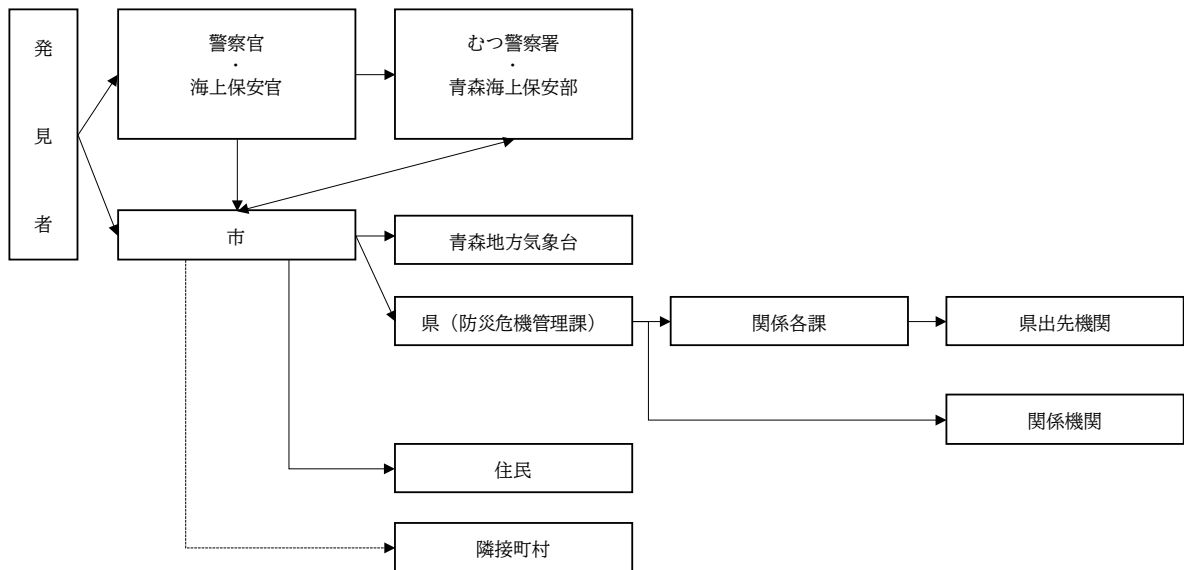 発
見
者
警察官
・
海上保安官
むつ警察署
・
青森海上保安部
市
青森地方気象台
県（防災危機管理課）
関係各課
県出先機関
関係機関
住民
隣接町村